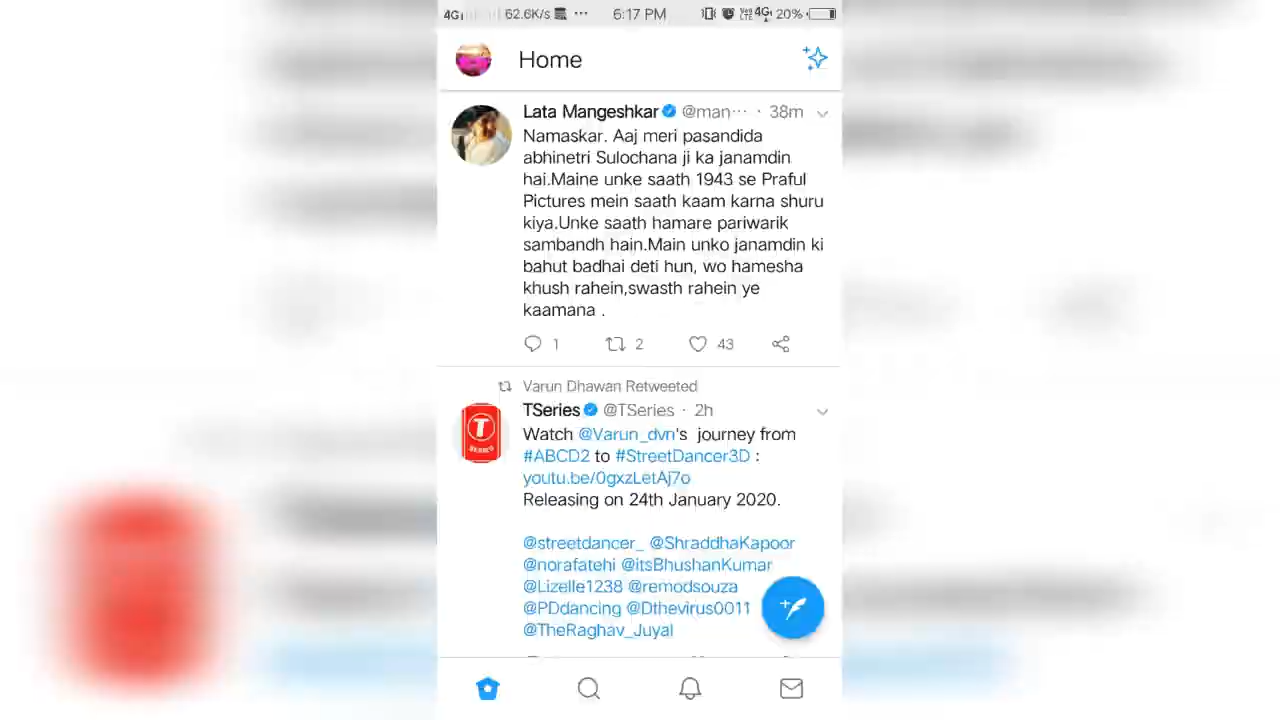 4G 62.6K/s ... 6:17 PM VoLTE 4G 20%
Home
Lata Mangeshkar @man... · 38m
Namaskar. Aaj meri pasandida
abhinetri Sulochana ji ka janamdin
hai.Maine unke saath 1943 se Praful
Pictures mein saath kaam karna shuru
kiya.Unke saath hamare pariwarik
sambandh hain.Main unko janamdin ki
bahut badhai deti hun, wo hamesha
khush rahein,swasth rahein ye
kaamana .
1 2 43
Varun Dhawan Retweeted
TSeries @TSeries · 2h
T
SERIES
Watch @Varun_dvn's journey from
#ABCD2 to #StreetDancer3D :
youtu.be/0gxzLetAj7o
Releasing on 24th January 2020.
@streetdancer_ @ShraddhaKapoor
@norafatehi @itsBhushanKumar
@Lizelle1238 @remodsouza
@PDdancing @Dthevirus0011
@TheRaghav_Juyal